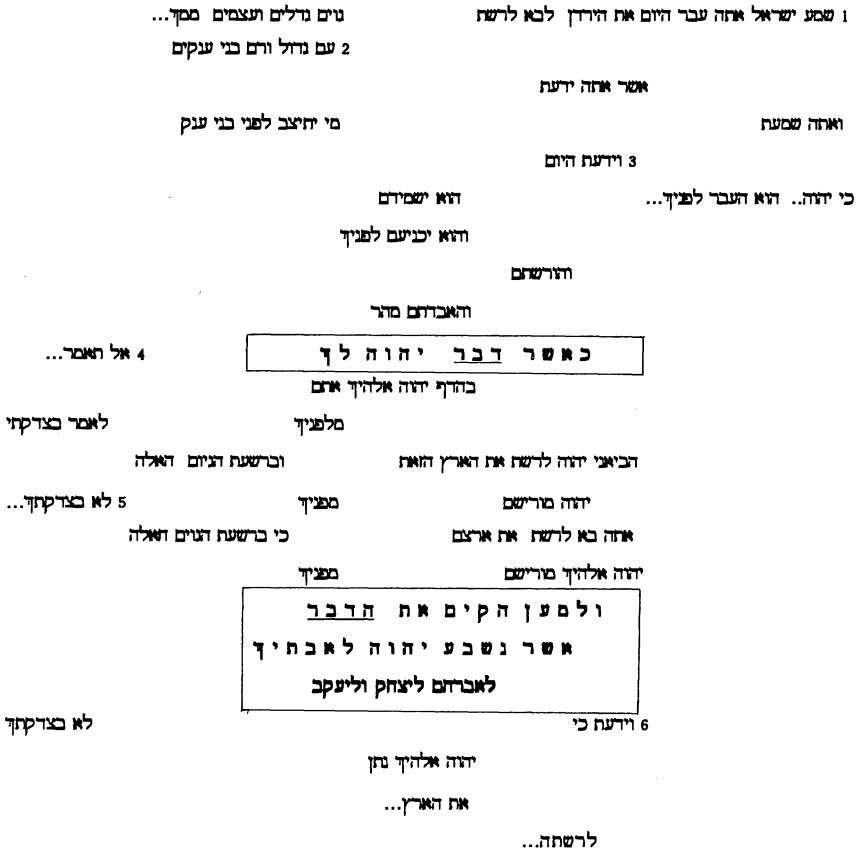 1 שמע ישראל אתה עבר היום את הירדן לבא לרשת גוים גדלים ועצמים ממך...
2 עם גדול ורם בני ענקים
אשר אתה ידעת
ואתה שמעת מי יתיצב לפני בני ענק
3 וידעת היום
כי יהוה.. הוא העבר לפניך... הוא ישמידם
והוא יכניעם לפניך
והורשתם
והאבדתם מהר
כאשר דבר יהוה לך 4 אל תאמר...
בהדף יהוה אלהיך אתם
מלפניך לאמר בצדקתי
הביאני יהוה לרשת את הארץ הזאת וברשעת הגיום האלה
יהוה מורישם מפניך 5 לא בצדקתך...
אתה בא לרשת את ארצם כי ברשעת הגוים האלה
יהוה אלהיך מורישם מפניך
ולמען הקים את הדבר
אשר נשבע יהוה לאבתיך
לאברהם ליצחק וליעקב
6 וידעת כי לא בצדקתך
יהוה אלהיך נתן
את הארץ...
לרשתה...